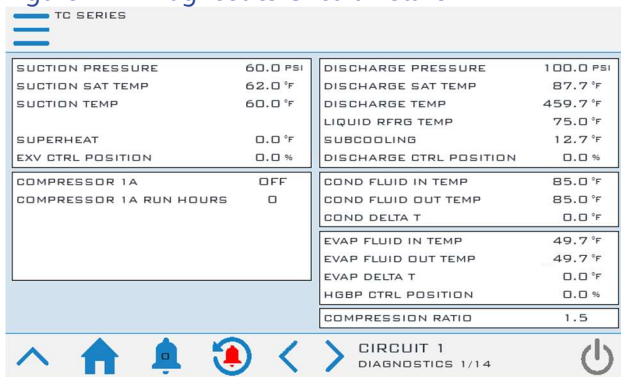 TC SERIES
SUCTION PRESSURE 60.0 PSI
SUCTION SAT TEMP 62.0 °F
SUCTION TEMP 60.0 °F
SUPERHEAT 0.0 °F
EXV CTRL POSITION 0.0 %
DISCHARGE PRESSURE 100.0 PSI
DISCHARGE SAT TEMP 87.7 °F
DISCHARGE TEMP 459.7 °F
LIQUID RFRG TEMP 75.0 °F
SUBCOOLING 12.7 °F
DISCHARGE CTRL POSITION 0.0 %
COMPRESSOR 1A OFF
COMPRESSOR 1A RUN HOURS 0
COND FLUID IN TEMP 85.0 °F
COND FLUID OUT TEMP 85.0 °F
COND DELTA T 0.0 °F
EVAP FLUID IN TEMP 49.7 °F
EVAP FLUID OUT TEMP 49.7 °F
EVAP DELTA T 0.0 °F
HGBP CTRL POSITION 0.0 %
COMPRESSION RATIO 1.5
0
CIRCUIT 1
DIAGNOSTICS 1/14